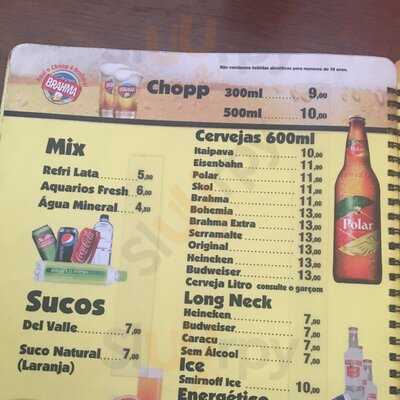 Não vendemos bebidas alcoólicas para menores de 18 anos.
BRAHMA
Chopp 300ml 9,00
500ml 10,00
Mix
Refri Lata 5,00
Aquarios Fresh 6,00
Água Mineral 4,50
Sucos
Del Valle 7,00
Suco Natural 7,00
(Laranja)
Cervejas 600ml
Itaipava 10,00
Eisenbahn 11,00
Polar 11,00
Skol 11,00
Brahma 11,00
Bohemia 13,00
Brahma Extra 13,00
Serramalte 13,00
Original 13,00
Heineken 13,00
Budweiser 13,00
Cerveja Litro consulte o garçom
Long Neck
Heineken 7,00
Budweiser 7,00
Caracu 7,00
Sem Álcool 7,00
Ice
Smirnoff Ice 10,00
Energético
Polar